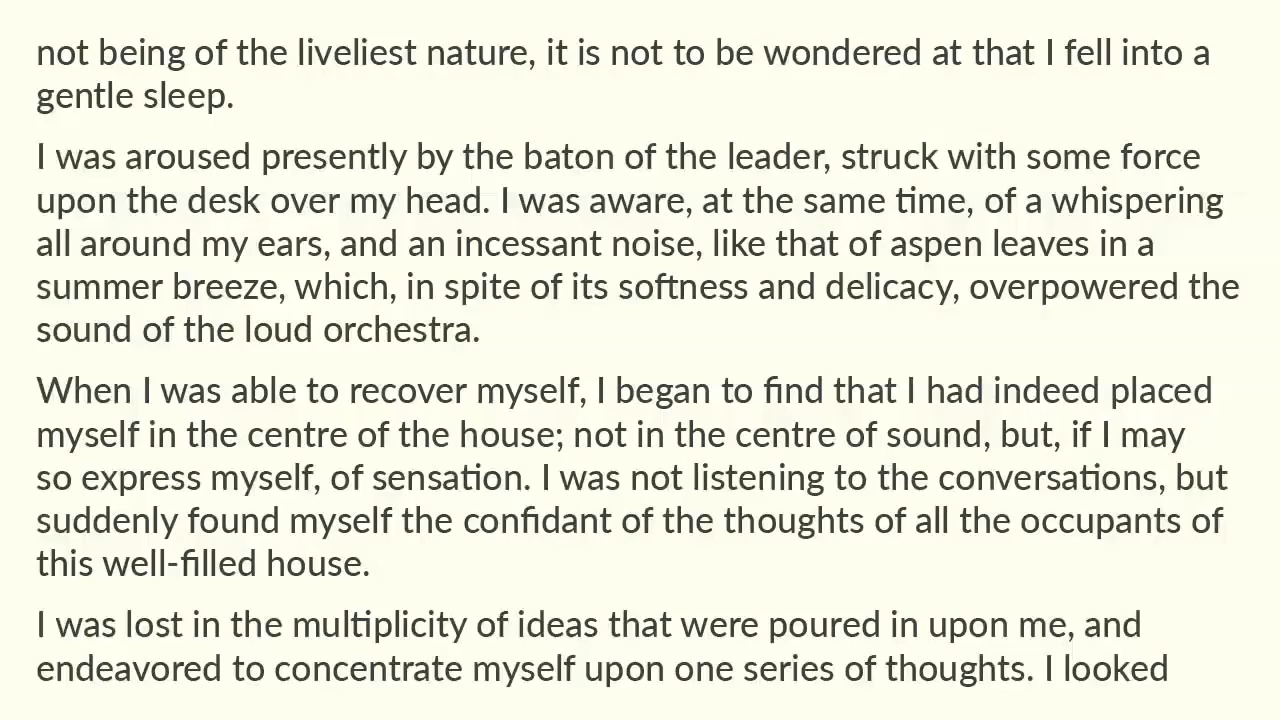 not being of the liveliest nature, it is not to be wondered at that I fell into a
gentle sleep.
I was aroused presently by the baton of the leader, struck with some force
upon the desk over my head. I was aware, at the same time, of a whispering
all around my ears, and an incessant noise, like that of aspen leaves in a
summer breeze, which, in spite of its softness and delicacy, overpowered the
sound of the loud orchestra.
When I was able to recover myself, I began to find that I had indeed placed
myself in the centre of the house; not in the centre of sound, but, if I may
so express myself, of sensation. I was not listening to the conversations, but
suddenly found myself the confidant of the thoughts of all the occupants of
this well-filled house.
I was lost in the multiplicity of ideas that were poured in upon me, and
endeavored to concentrate myself upon one series of thoughts. I looked